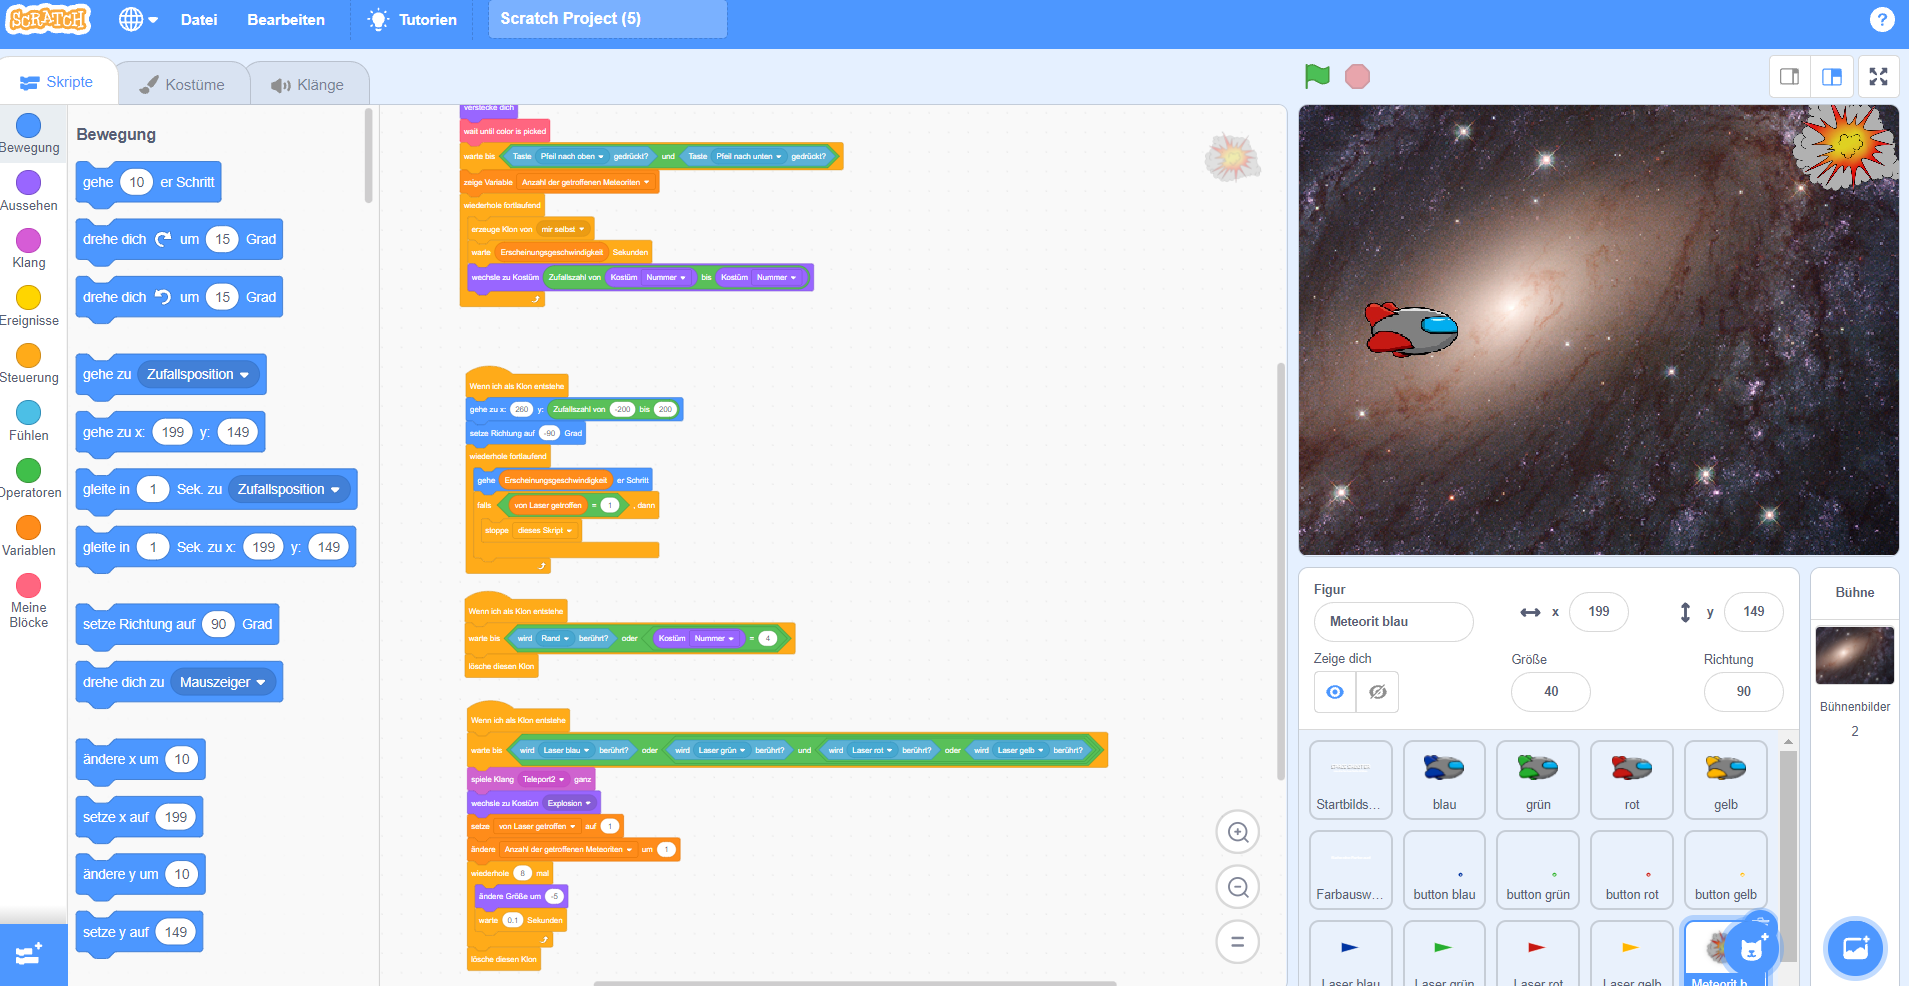 SCRATCH
Datei
Bearbeiten
Tutorien
Scratch Project (5)
?
Skripte
Kostüme
Klänge
Bewegung
Aussehen
Klang
Ereignisse
Steuerung
Fühlen
Operatoren
Variablen
Meine
Blöcke
Bewegung
gehe 10 er Schritt
drehe dich um 15 Grad
drehe dich um 15 Grad
gehe zu Zufallsposition
gehe zu x: 199 y: 149
gleite in 1 Sek. zu Zufallsposition
gleite in 1 Sek. zu x: 199 y: 149
setze Richtung auf 90 Grad
drehe dich zu Mauszeiger
ändere x um 10
setze x auf 199
ändere y um 10
setze y auf 149
verstecke dich
wait until color is picked
warte bis Taste Pfeil nach oben gedrückt? und Taste Pfeil nach unten gedrückt?
zeige Variable Anzahl der getroffenen Meteoriten
wiederhole fortlaufend
erzeuge Klon von mir selbst
warte Erscheinungsgeschwindigkeit Sekunden
wechsle zu Kostüm Zufallszahl von Kostüm Nummer bis Kostüm Nummer
Wenn ich als Klon entstehe
gehe zu x: 260 y: Zufallszahl von -200 bis 200
setze Richtung auf -90 Grad
wiederhole fortlaufend
gehe Erscheinungsgeschwindigkeit er Schritt
falls von Laser getroffen = 1 , dann
stoppe dieses Skript
Wenn ich als Klon entstehe
warte bis wird Rand berührt? oder Kostüm Nummer = 4
lösche diesen Klon
Wenn ich als Klon entstehe
warte bis wird Laser blau berührt? oder wird Laser grün berührt? und wird Laser rot berührt? oder wird Laser gelb berührt?
spiele Klang Teleport2 ganz
wechsle zu Kostüm Explosion
setze von Laser getroffen auf 1
ändere Anzahl der getroffenen Meteoriten um 1
wiederhole 8 mal
ändere Größe um -5
warte 0.1 Sekunden
lösche diesen Klon
Figur
Meteorit blau
x 199
y 149
Zeige dich
Größe
40
Richtung
90
Startbilds...
blau
grün
rot
gelb
Farbausw...
button blau
button grün
button rot
button gelb
Laser blau
Laser grün
Laser rot
Laser gelb
Meteorit b...
Bühne
Bühnenbilder
2